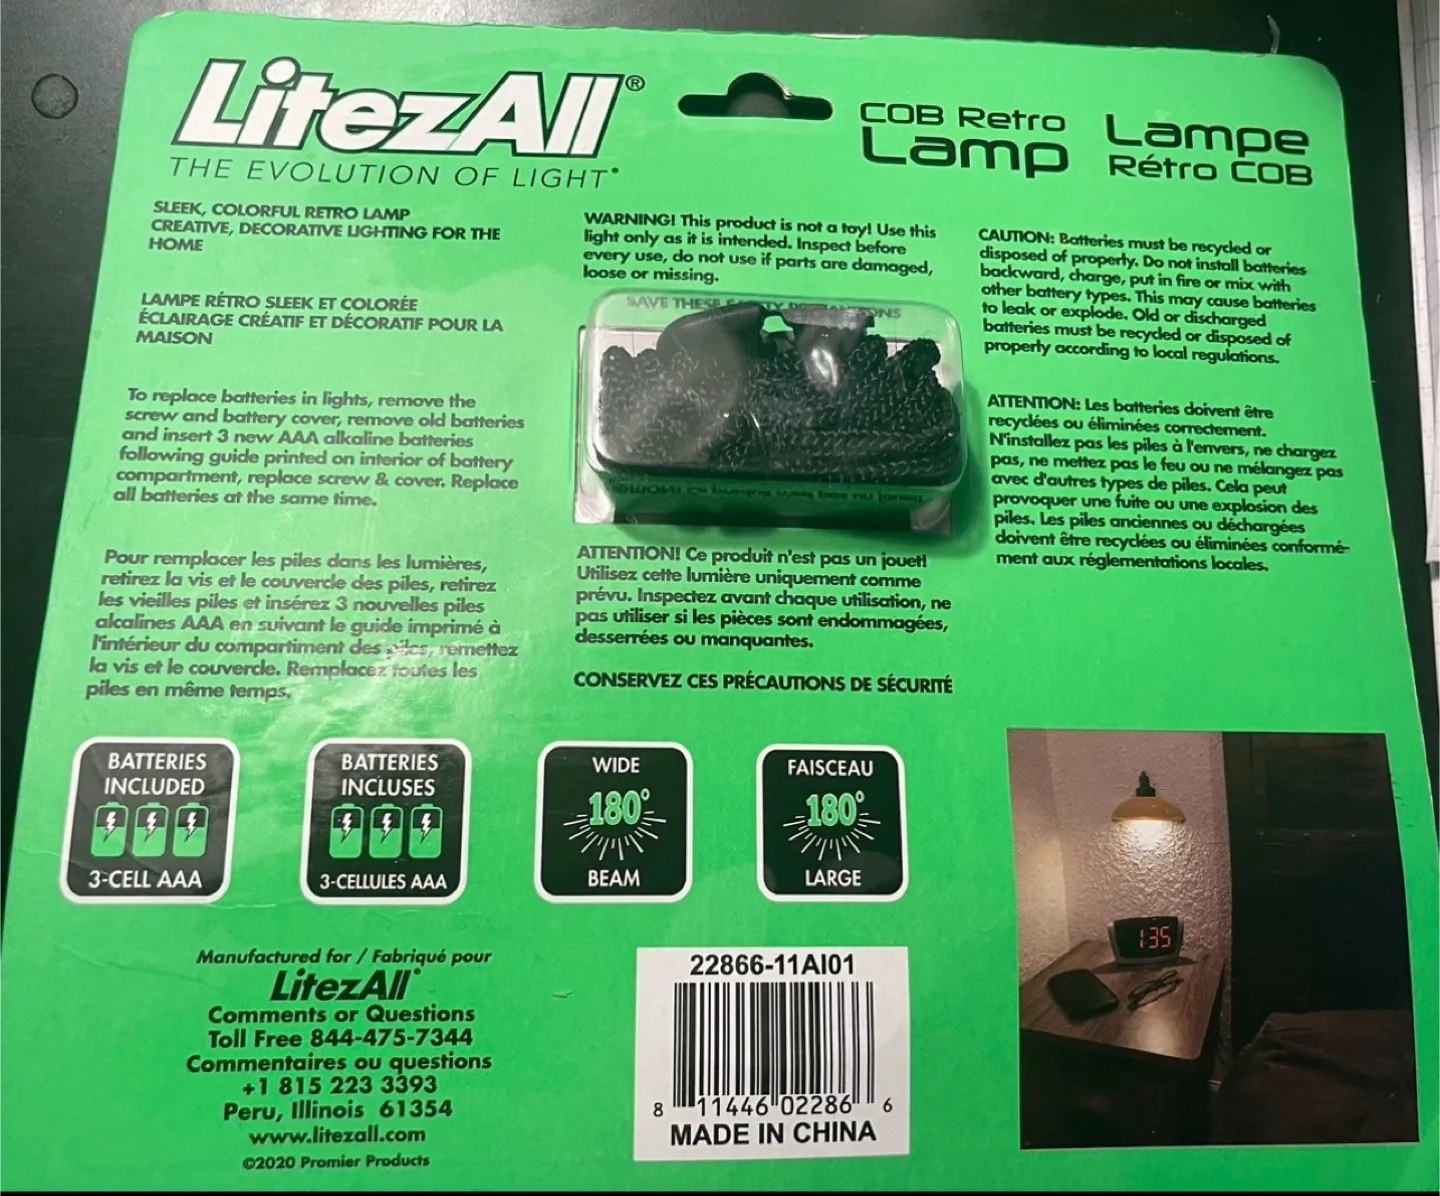 LitezAll®
THE EVOLUTION OF LIGHT
COB Retro
Lamp
Lampe
Rétro COB
SLEEK, COLORFUL RETRO LAMP
CREATIVE, DECORATIVE LIGHTING FOR THE
HOME
LAMPE RÉTRO SLEEK ET COLORÉE
ÉCLAIRAGE CRÉATIF ET DÉCORATIF POUR LA
MAISON
To replace batteries in lights, remove the
screw and battery cover, remove old batteries
and insert 3 new AAA alkaline batteries
following guide printed on interior of battery
compartment, replace screw & cover. Replace
all batteries at the same time.
Pour remplacer les piles dans les lumières,
retirez la vis et le couvercle des piles, retirez
les vieilles piles et insérez 3 nouvelles piles
alcalines AAA en suivant le guide imprimé à
l'intérieur du compartiment des piles, remettez
la vis et le couvercle. Remplacez toutes les
piles en même temps.
WARNING! This product is not a toy! Use this
light only as it is intended. Inspect before
every use, do not use if parts are damaged,
loose or missing.
SAVE THESE
ATTENTION! Ce produit n'est pas un jouet!
Utilisez cette lumière uniquement comme
prévu. Inspectez avant chaque utilisation, ne
pas utiliser si les pièces sont endommagées,
desserrées ou manquantes.
CONSERVEZ CES PRÉCAUTIONS DE SÉCURITÉ
CAUTION: Batteries must be recycled or
disposed of properly. Do not install batteries
backward, charge, put in fire or mix with
other battery types. This may cause batteries
to leak or explode. Old or discharged
batteries must be recycled or disposed of
properly according to local regulations.
ATTENTION: Les batteries doivent être
recyclées ou éliminées correctement.
N'installez pas les piles à l'envers, ne chargez
pas, ne mettez pas le feu ou ne mélangez pas
avec d'autres types de piles. Cela peut
provoquer une fuite ou une explosion des
piles. Les piles anciennes ou déchargées
doivent être recyclées ou éliminées conformé-
ment aux réglementations locales.
BATTERIES
INCLUDED
3-CELL AAA
BATTERIES
INCLUSES
3-CELLULES AAA
WIDE
180°
BEAM
FAISCEAU
180°
LARGE
1:35
Manufactured for / Fabriqué pour
LitezAll
Comments or Questions
Toll Free 844-475-7344
Commentaires ou questions
+1 815 223 3393
Peru, Illinois 61354
www.litezall.com
©2020 Promier Products
22866-11AI01
8 11446 02286 6
MADE IN CHINA